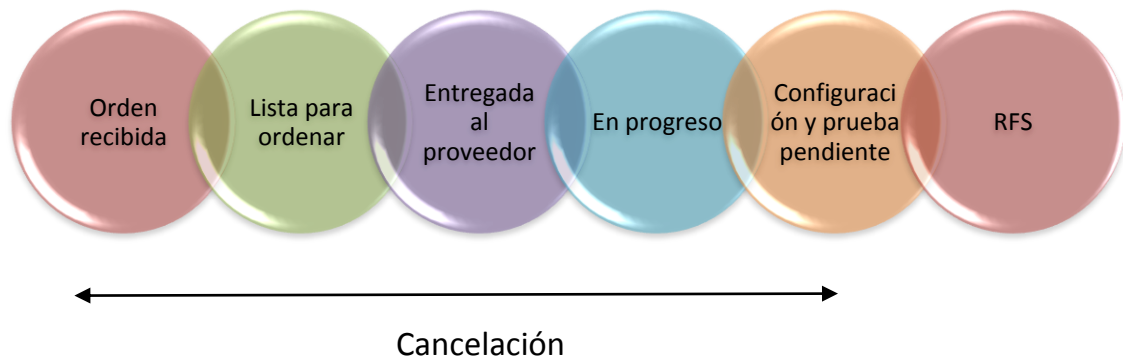 Orden
recibida
Lista para
ordenar
Entregada
al
proveedor
En progreso
Configuraci
ón y prueba
pendiente
RFS
Cancelación